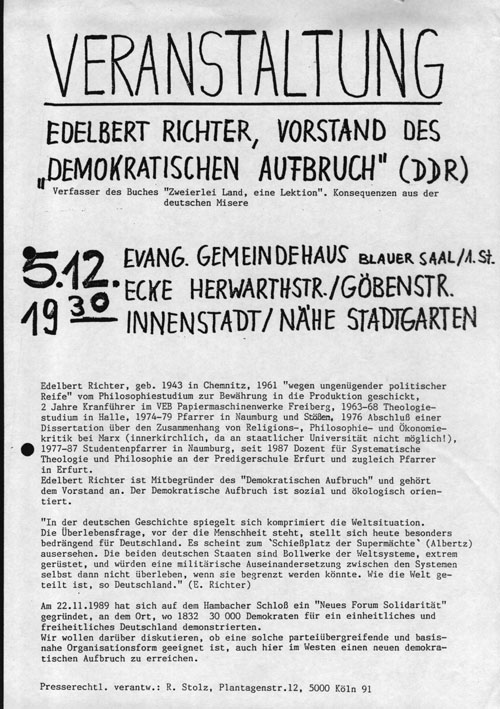 VERANSTALTUNG
EDELBERT RICHTER, VORSTAND DES
„DEMOKRATISCHEN AUFBRUCH" (DDR)
Verfasser des Buches "Zweierlei Land, eine Lektion". Konsequenzen aus der
deutschen Misere
5.12.
19 30
EVANG. GEMEINDEHAUS BLAUER SAAL/1. St.
ECKE HERWARTHSTR./GÖBENSTR.
INNENSTADT/NÄHE STADTGARTEN
Edelbert Richter, geb. 1943 in Chemnitz, 1961 "wegen ungenügender politischer
Reife" vom Philosophiestudium zur Bewährung in die Produktion geschickt,
2 Jahre Kranführer im VEB Papiermaschinenwerke Freiberg, 1963-68 Theologie-
studium in Halle, 1974-79 Pfarrer in Naumburg und Stößen, 1976 Abschluß einer
Dissertation über den Zusammenhang von Religions-, Philosophie- und Ökonomie-
kritik bei Marx (innerkirchlich, da an staatlicher Universität nicht möglich!),
1977-87 Studentenpfarrer in Naumburg, seit 1987 Dozent für Systematische
Theologie und Philosophie an der Predigerschule Erfurt und zugleich Pfarrer
in Erfurt.
Edelbert Richter ist Mitbegründer des "Demokratischen Aufbruch" und gehört
dem Vorstand an. Der Demokratische Aufbruch ist sozial und ökologisch orien-
tiert.
"In der deutschen Geschichte spiegelt sich komprimiert die Weltsituation.
Die Überlebensfrage, vor der die Menschheit steht, stellt sich heute besonders
bedrängend für Deutschland. Es scheint zum `Schießplatz der Supermächte` (Albertz)
ausersehen. Die beiden deutschen Staaten sind Bollwerke der Weltsysteme, extrem
gerüstet, und würden eine militärische Auseinandersetzung zwischen den Systemen
selbst dann nicht überleben, wenn sie begrenzt werden könnte. Wie die Welt ge-
teilt ist, so Deutschland." (E. Richter)
Am 22.11.1989 hat sich auf dem Hambacher Schloß ein "Neues Forum Solidarität"
gegründet, an dem Ort, wo 1832 30 000 Demokraten für ein einheitliches und
freiheitliches Deutschland demonstrierten.
Wir wollen darüber diskutieren, ob eine solche parteiübergreifende und basis-
nahe Organisationsform geeignet ist, auch hier im Westen einen neuen demokra-
tischen Aufbruch zu erreichen.
Presserechtl. verantw.: R. Stolz, Plantagenstr.12, 5000 Köln 91